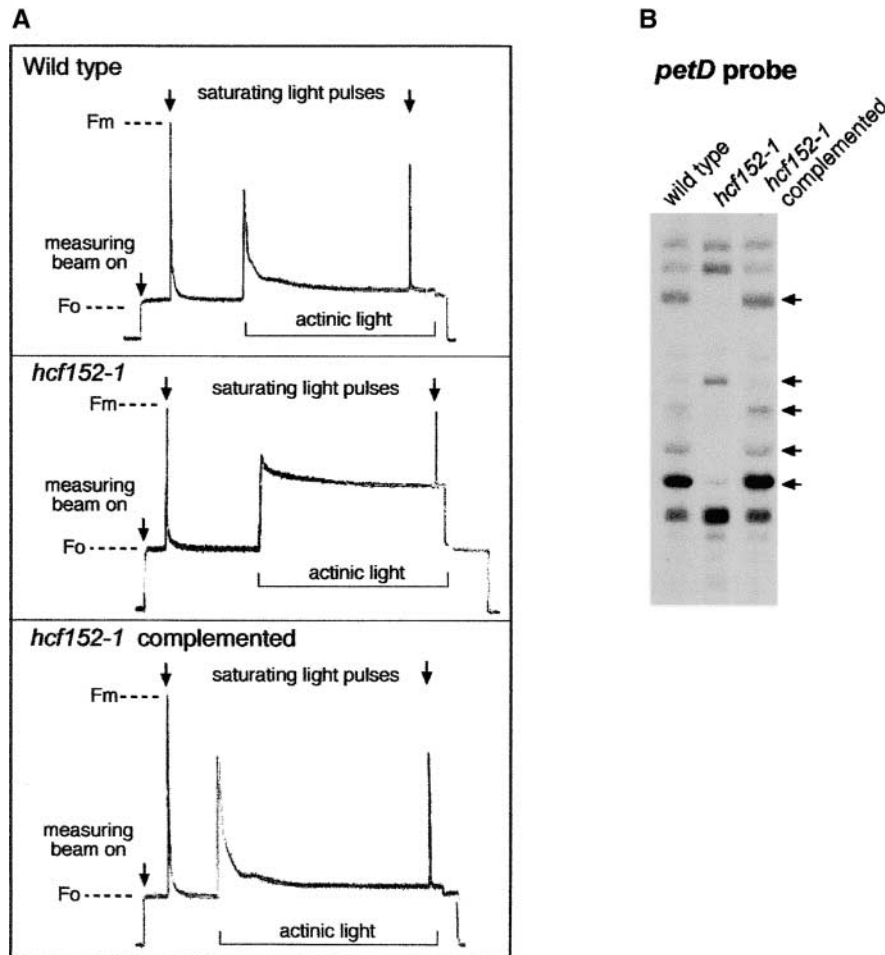 A
Wild type
saturating light pulses
Fm
measuring
beam on
Fo
actinic light
hcf152-1
saturating light pulses
Fm
measuring
beam on
Fo
actinic light
hcf152-1 complemented
saturating light pulses
Fm
measuring
beam on
Fo
actinic light
B
petD probe
wild type
hcf152-1
hcf152-1
complemented